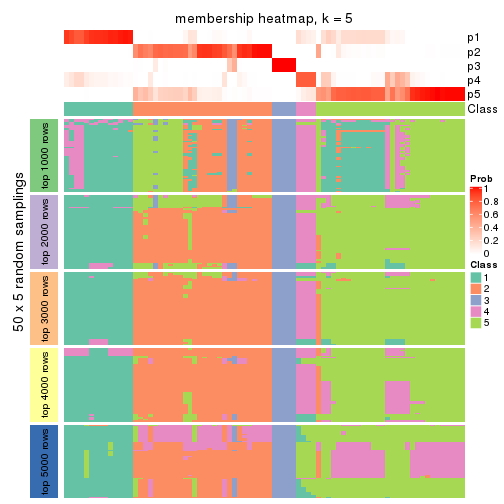 membership heatmap, k = 5
p1
p2
p3
p4
p5
Class
50 x 5 random samplings
top 1000 rows
top 2000 rows
top 3000 rows
top 4000 rows
top 5000 rows
Prob
1
0.8
0.6
0.4
0.2
0
Class
1
2
3
4
5